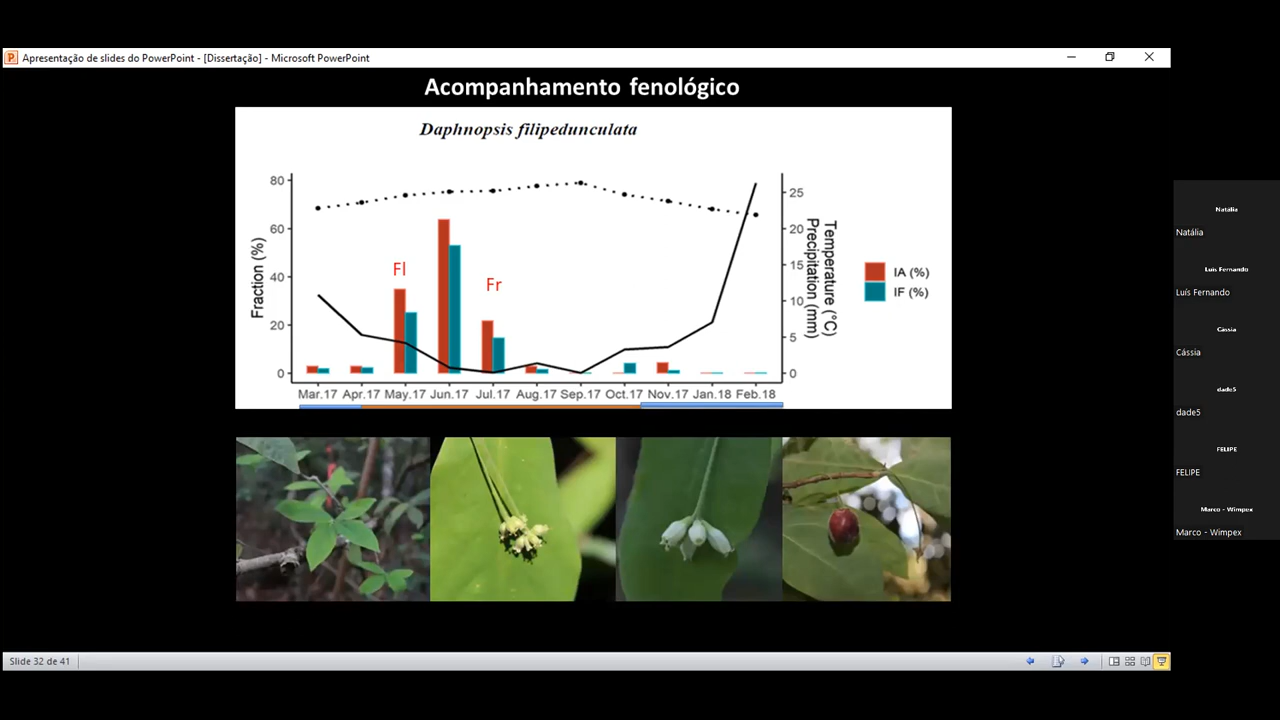 Apresentação de slides do PowerPoint - [Dissertação] - Microsoft PowerPoint
Acompanhamento fenológico
Daphnopsis filipedunculata
80
60
40
20
0
Fraction (%)
Fl
Fr
25
20
15
10
5
0
Temperature (°C)
Precipitation (mm)
IA (%)
IF (%)
Mar.17 Apr.17 May.17 Jun.17 Jul.17 Aug.17 Sep.17 Oct.17 Nov.17 Jan.18 Feb.18
Natália
Natália
Luís Fernando
Luís Fernando
Cássia
Cássia
dade5
dade5
FELIPE
FELIPE
Marco - Wimpex
Marco - Wimpex
Slide 32 de 41